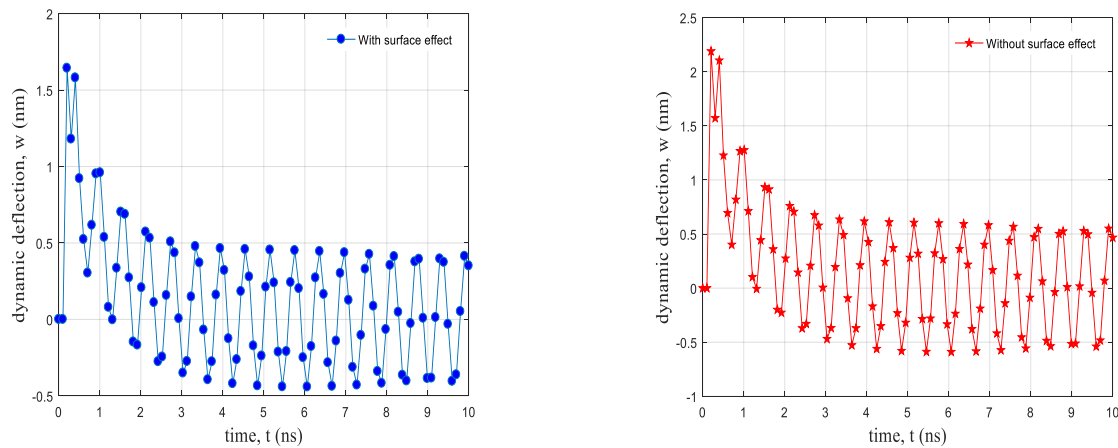 2
1.5
1
0.5
0
-0.5
dynamic deflection, w (nm)
With surface effect
0 1 2 3 4 5 6 7 8 9 10
time, t (ns)
2.5
2
1.5
1
0.5
0
-0.5
-1
dynamic deflection, w (nm)
Without surface effect
0 1 2 3 4 5 6 7 8 9 10
time, t (ns)